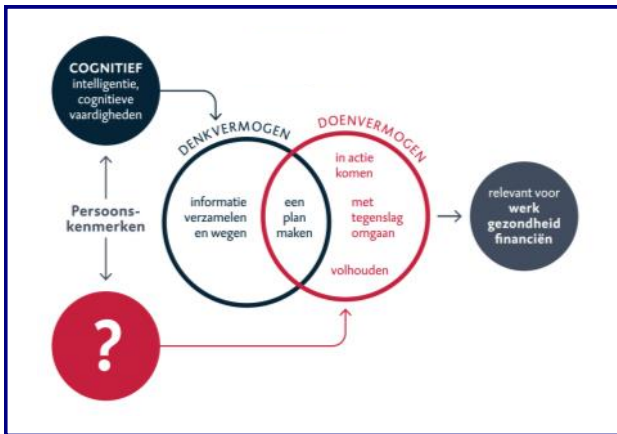 COGNITIEF
intelligentie,
cognitieve
vaardigheden
Persoons-
kenmerken
?
DENKVERMOGEN
informatie
verzamelen
en wegen
een
plan
maken
DOENVERMOGEN
in actie
komen
met
tegenslag
omgaan
volhouden
relevant voor
werk
gezondheid
financiën